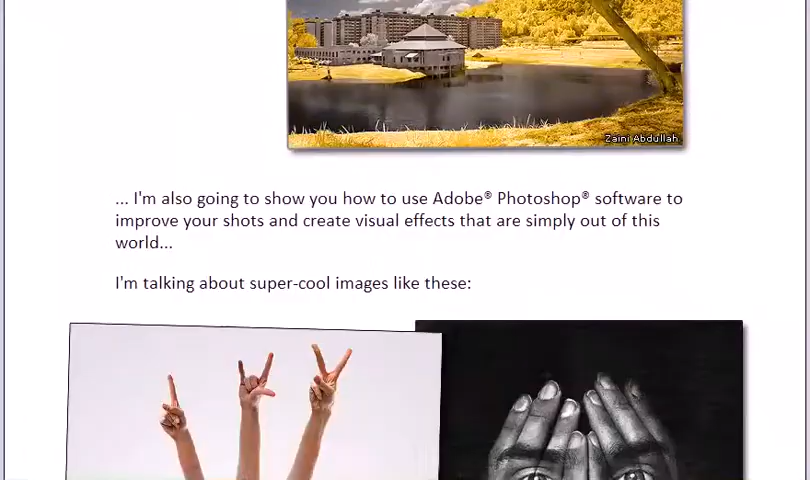 Zaini Abdullah
... I'm also going to show you how to use Adobe® Photoshop® software to
improve your shots and create visual effects that are simply out of this
world...
I'm talking about super-cool images like these: